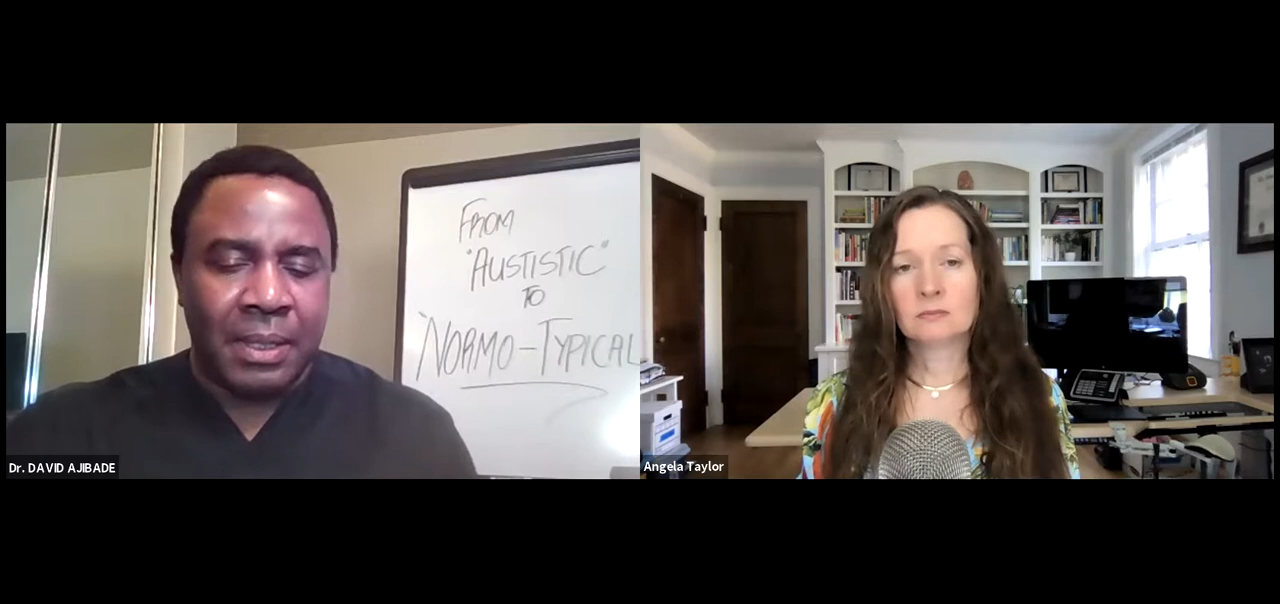 FROM
"AUSTISTIC"
TO
"NORMO-TYPICAL
Dr. DAVID AJIBADE
Angela Taylor